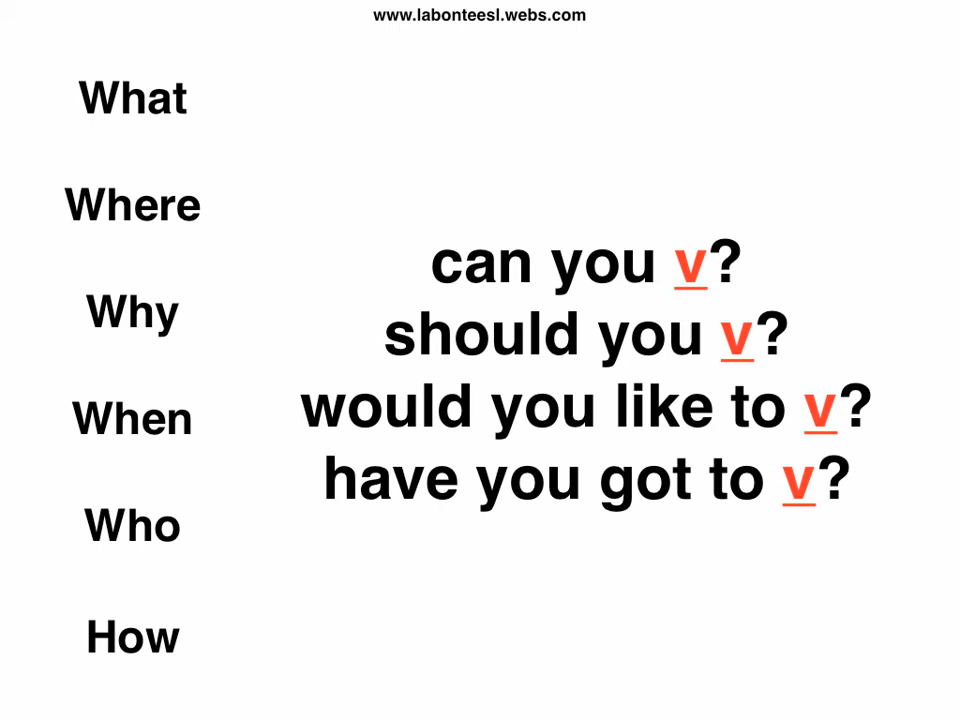 www.labonteesl.webs.com
What
Where
Why
When
Who
How
can you v?
should you v?
would you like to v?
have you got to v?